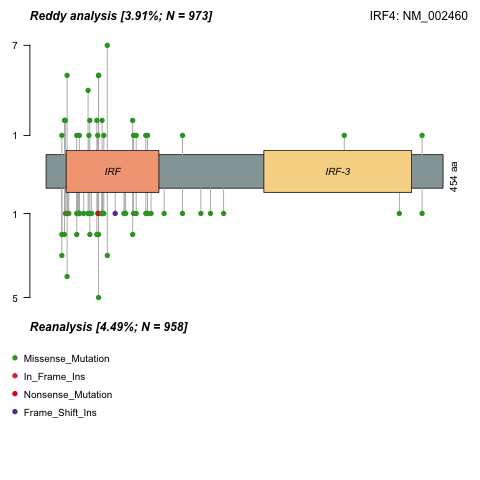 Reddy analysis [3.91%; N = 973]
IRF4: NM_002460
7
1
IRF
IRF-3
454 aa
1
5
Reanalysis [4.49%; N = 958]
Missense_Mutation
In_Frame_Ins
Nonsense_Mutation
Frame_Shift_Ins